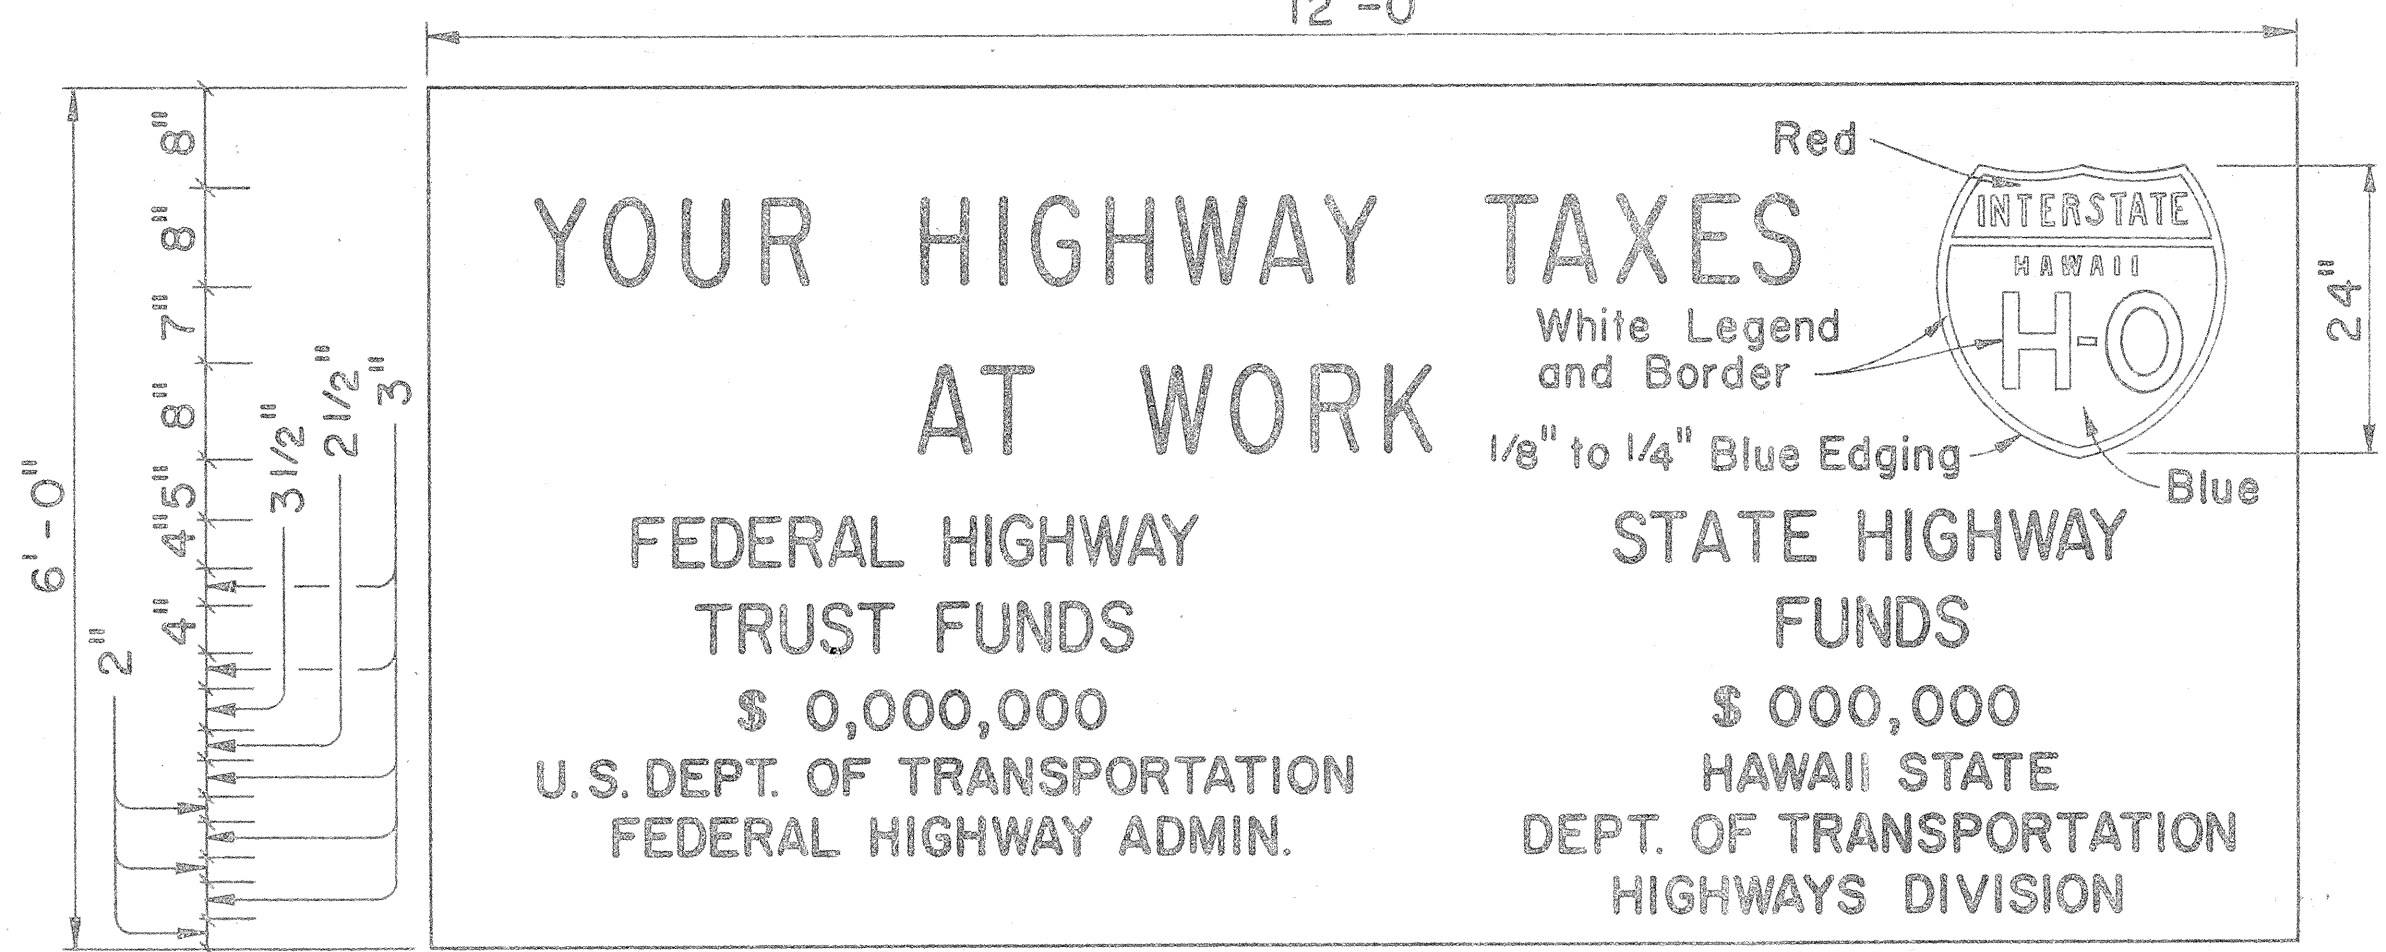 12'-0
Red
8"
8"
7"
8"
5"
4"
4"
3 1/2"
2 1/2"
3"
2"
6'-0"
YOUR HIGHWAY TAXES
AT WORK
INTERSTATE
HAWAII
H-0
24"
White Legend
and Border
1/8" to 1/4" Blue Edging
Blue
FEDERAL HIGHWAY
TRUST FUNDS
$ 0,000,000
U.S. DEPT. OF TRANSPORTATION
FEDERAL HIGHWAY ADMIN.
STATE HIGHWAY
FUNDS
$ 000,000
HAWAII STATE
DEPT. OF TRANSPORTATION
HIGHWAYS DIVISION